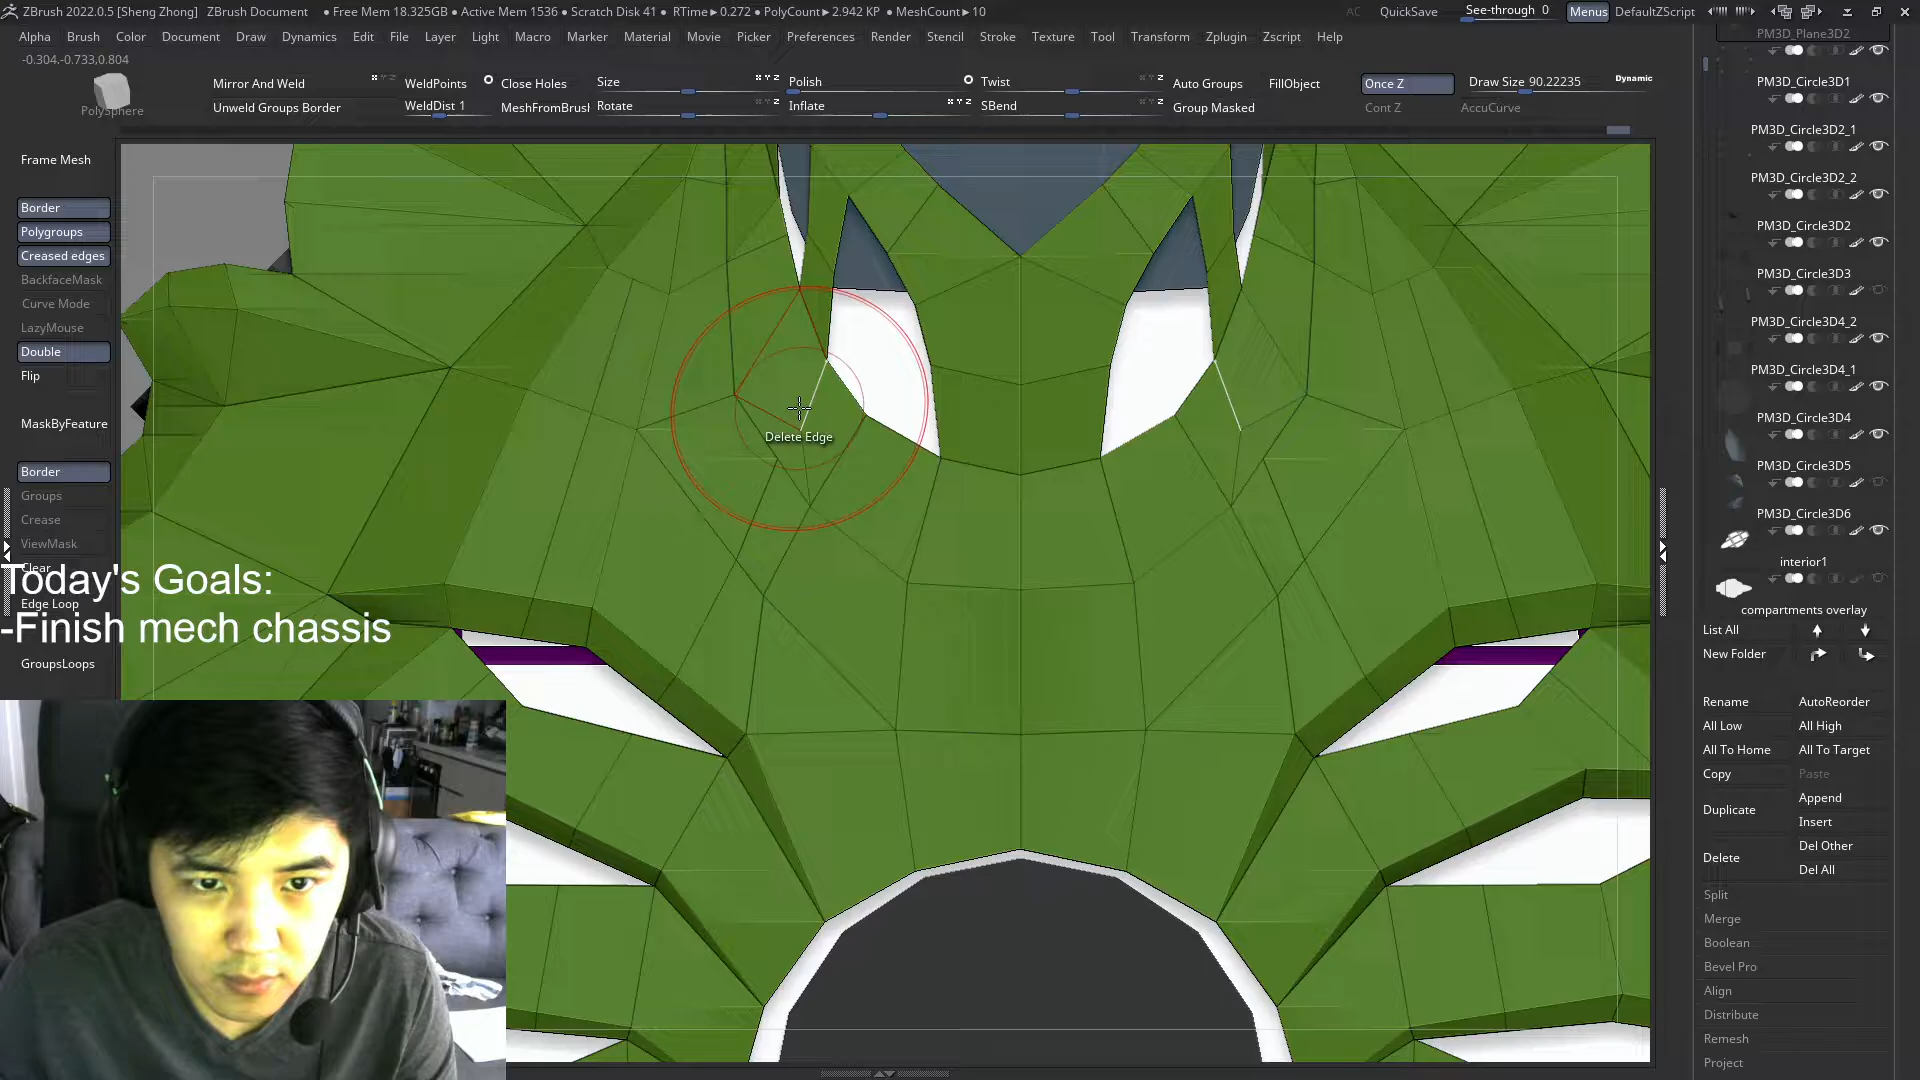 ZBrush 2022.0.5 [Sheng Zhong] ZBrush Document • Free Mem 18.325GB • Active Mem 1536 • Scratch Disk 41 • RTime►0.272 • PolyCount►2.942 KP • MeshCount►10 AC QuickSave See-through 0 Menus DefaultZScript
Alpha Brush Color Document Draw Dynamics Edit File Layer Light Macro Marker Material Movie Picker Preferences Render Stencil Stroke Texture Tool Transform Zplugin Zscript Help
-0.304,-0.733,0.804
PolySphere
Mirror And Weld WeldPoints Close Holes Size Polish Twist Auto Groups FillObject Once Z Draw Size 90.22235 Dynamic
Unweld Groups Border WeldDist 1 MeshFromBrush Rotate Inflate SBend Group Masked Cont Z AccuCurve
Frame Mesh
Border
Polygroups
Creased edges
BackfaceMask
Curve Mode
LazyMouse
Double
Flip
MaskByFeature
Border
Groups
Crease
ViewMask
Clear
Today's Goals:
Edge Loop
-Finish mech chassis
GroupsLoops
Delete Edge
PM3D_Plane3D2
PM3D_Circle3D1
PM3D_Circle3D2_1
PM3D_Circle3D2_2
PM3D_Circle3D2
PM3D_Circle3D3
PM3D_Circle3D4_2
PM3D_Circle3D4_1
PM3D_Circle3D4
PM3D_Circle3D5
PM3D_Circle3D6
interior1
compartments overlay
List All
New Folder
Rename AutoReorder
All Low All High
All To Home All To Target
Copy Paste
Duplicate Append
Insert
Delete Del Other
Del All
Split
Merge
Boolean
Bevel Pro
Align
Distribute
Remesh
Project